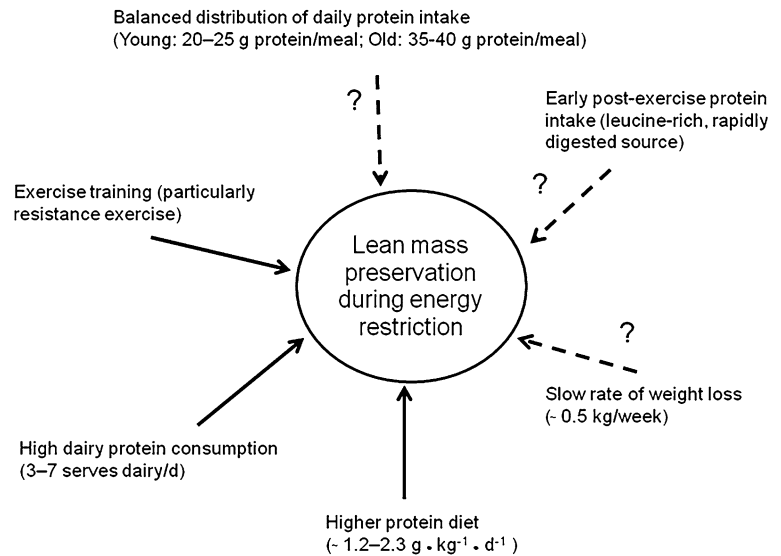 Balanced distribution of daily protein intake
(Young: 20–25 g protein/meal; Old: 35-40 g protein/meal)
?
Early post-exercise protein
intake (leucine-rich, rapidly
digested source)
?
Exercise training (particularly
resistance exercise)
Lean mass
preservation
during energy
restriction
?
Slow rate of weight loss
(~ 0.5 kg/week)
High dairy protein consumption
(3–7 serves dairy/d)
Higher protein diet
(~ 1.2–2.3 g • kg⁻¹ • d⁻¹ )